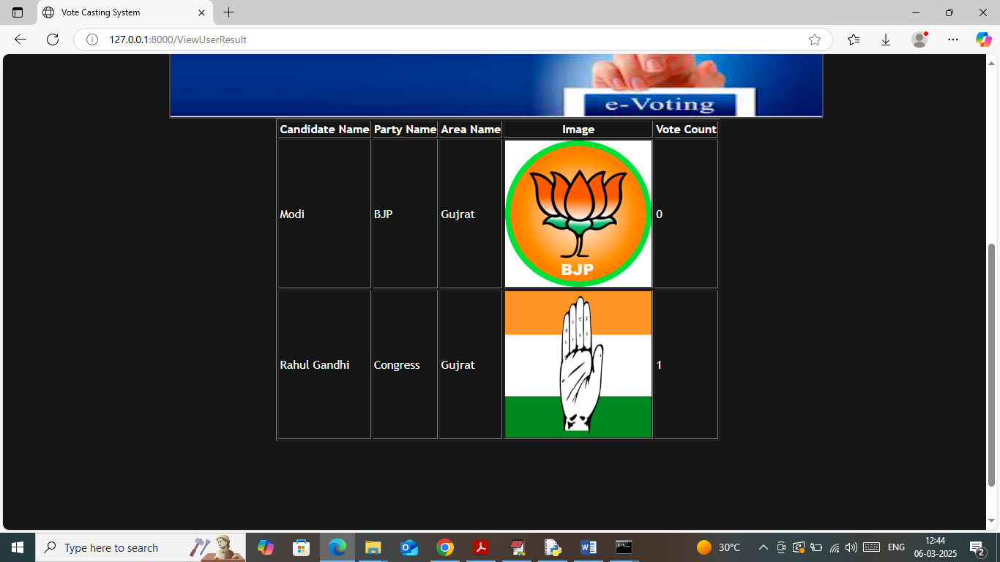 Vote Casting System
127.0.0.1:8000/ViewUserResult
e-Voting
Candidate Name Party Name Area Name Image Vote Count
Modi BJP Gujrat 0
BJP
Rahul Gandhi Congress Gujrat 1
Type here to search
30°C
ENG
12:44
06-03-2025
2